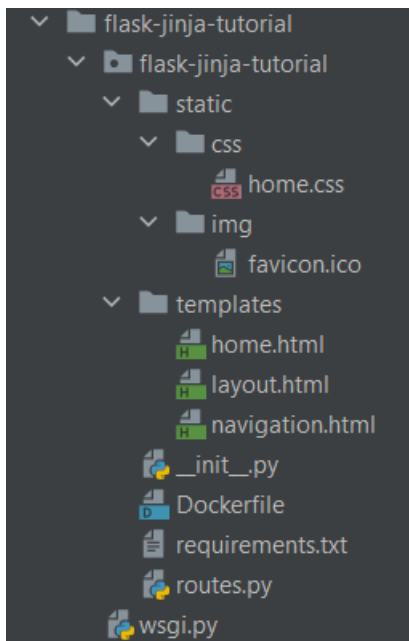 flask-jinja-tutorial
flask-jinja-tutorial
static
css
CSS home.css
img
favicon.ico
templates
H home.html
H layout.html
H navigation.html
__init__.py
D Dockerfile
requirements.txt
routes.py
wsgi.py